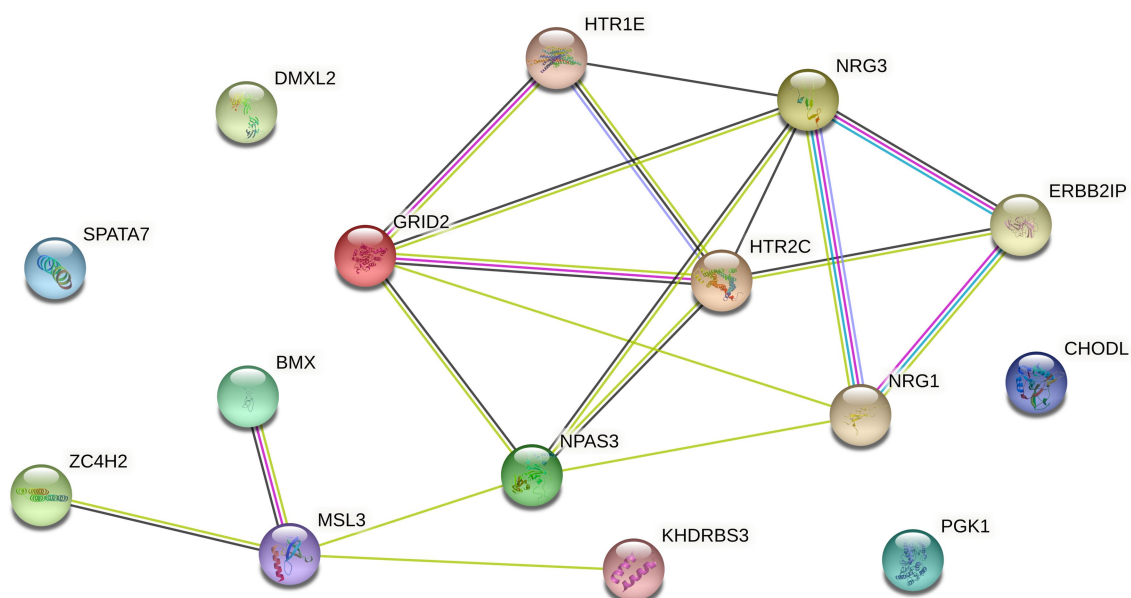 HTR1E
NRG3
DMXL2
ERBB2IP
GRID2
SPATA7
HTR2C
BMX
CHODL
NRG1
NPAS3
ZC4H2
MSL3
KHDRBS3
PGK1